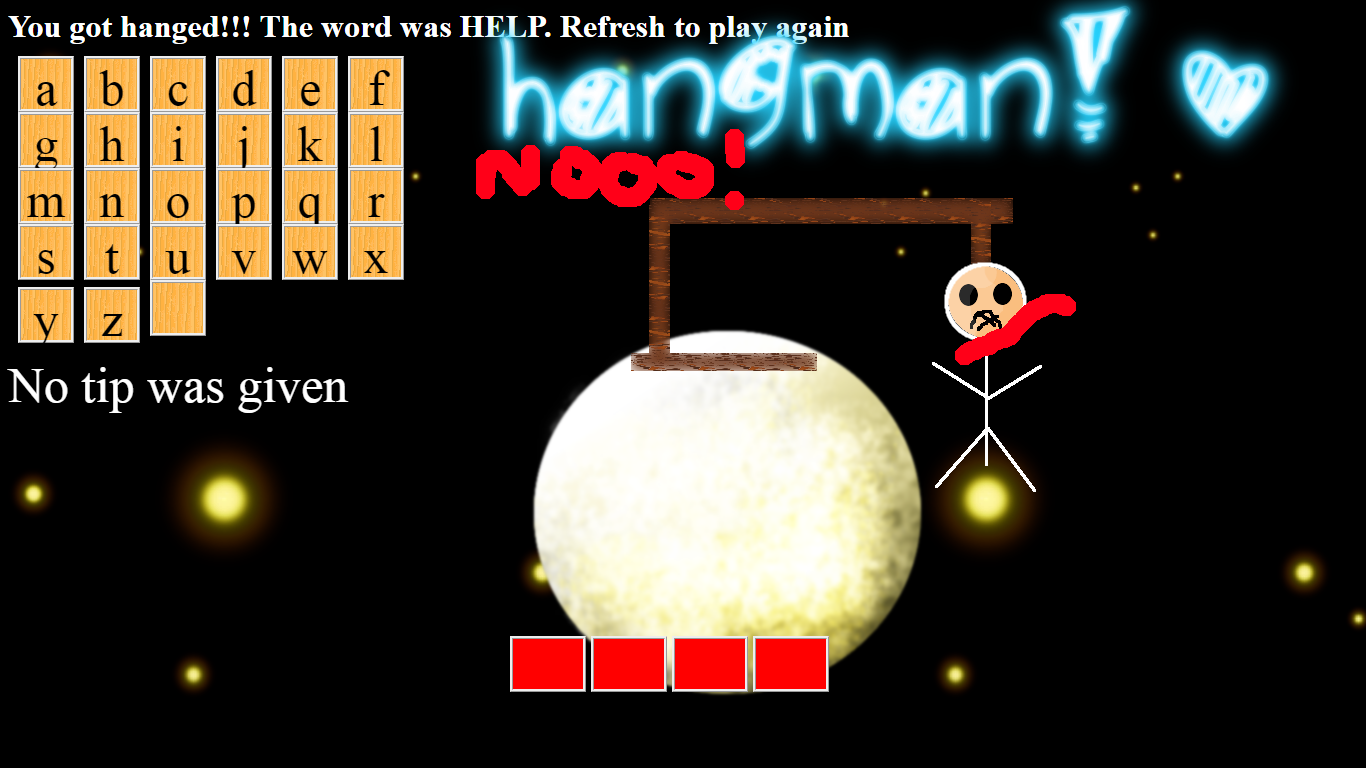 You got hanged!!! The word was HELP. Refresh to play again
hangman!
NOOO!
a b c d e f
g h i j k l
m n o p q r
s t u v w x
y z
No tip was given